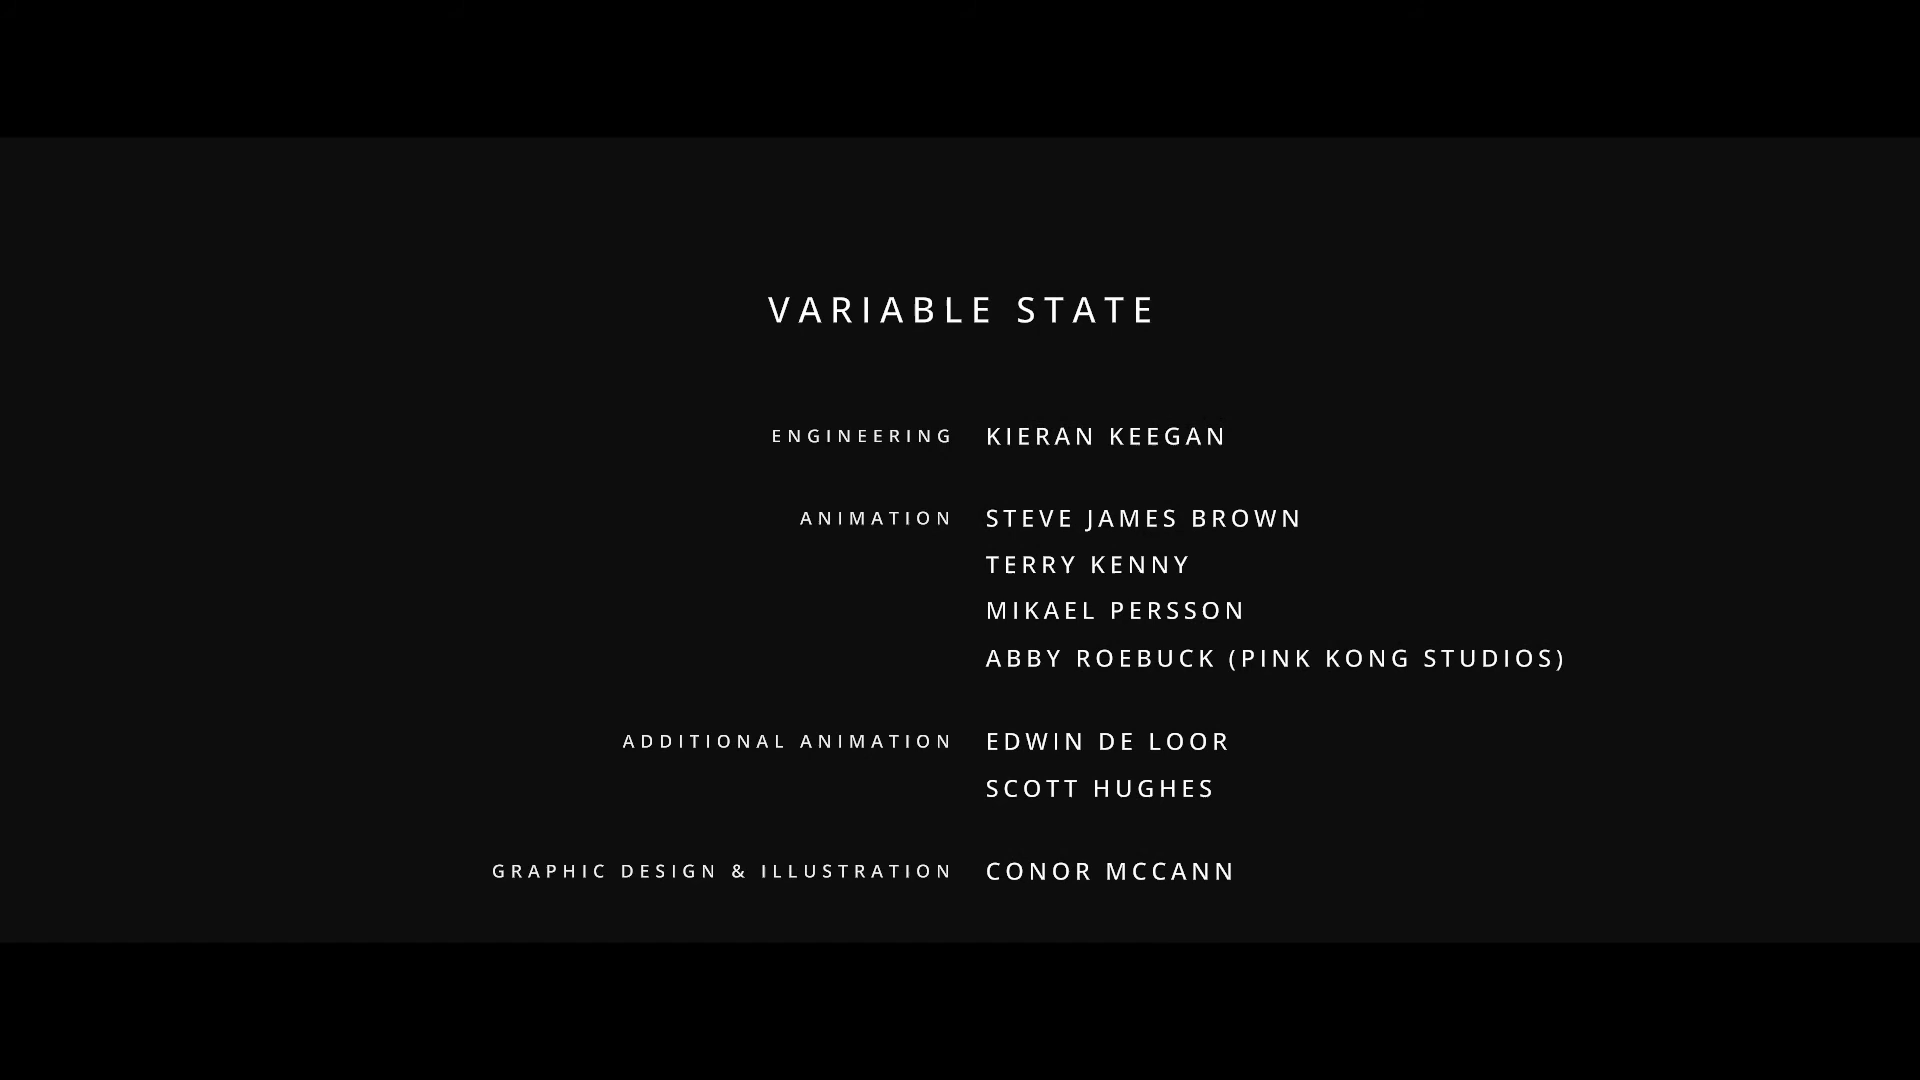 VARIABLE STATE
ENGINEERING KIERAN KEEGAN
ANIMATION STEVE JAMES BROWN
TERRY KENNY
MIKAEL PERSSON
ABBY ROEBUCK (PINK KONG STUDIOS)
ADDITIONAL ANIMATION EDWIN DE LOOR
SCOTT HUGHES
GRAPHIC DESIGN & ILLUSTRATION CONOR MCCANN